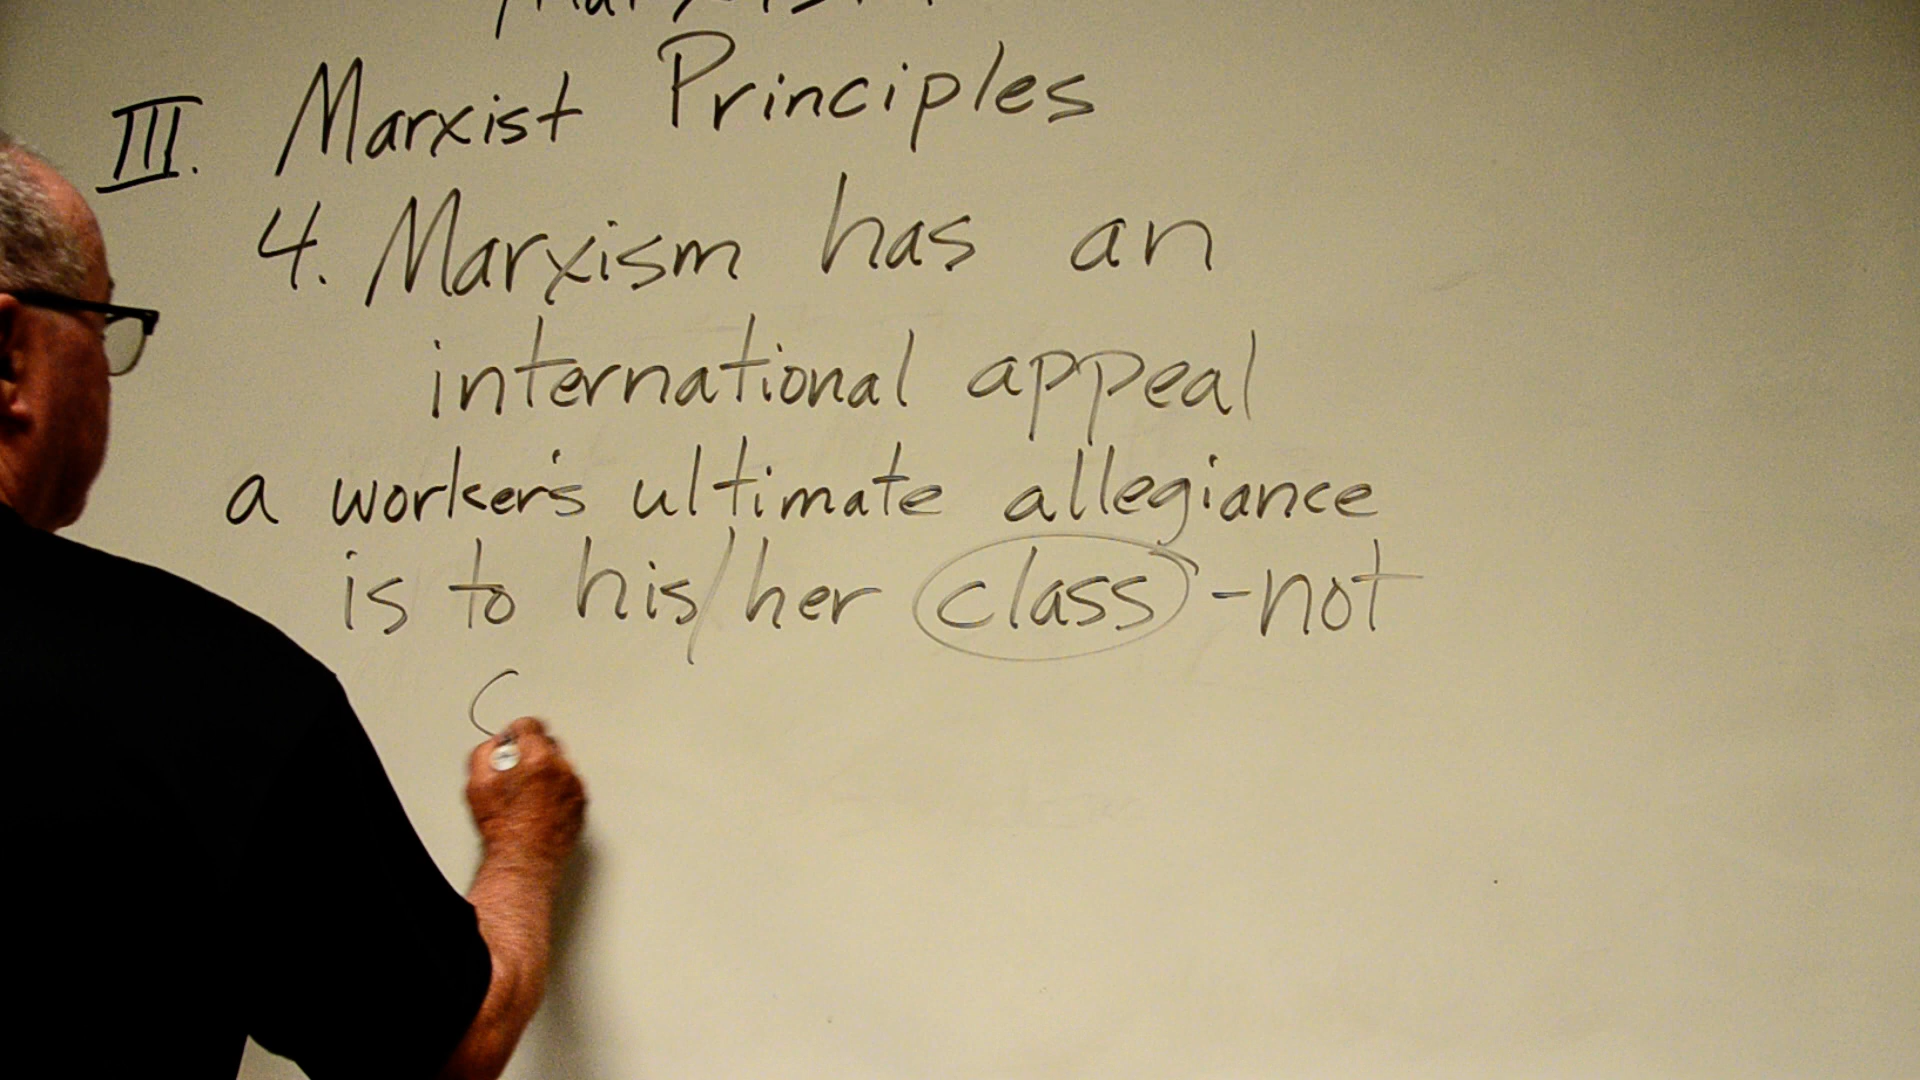 III. Marxist Principles
4. Marxism has an
international appeal
a worker's ultimate allegiance
is to his/her class - not